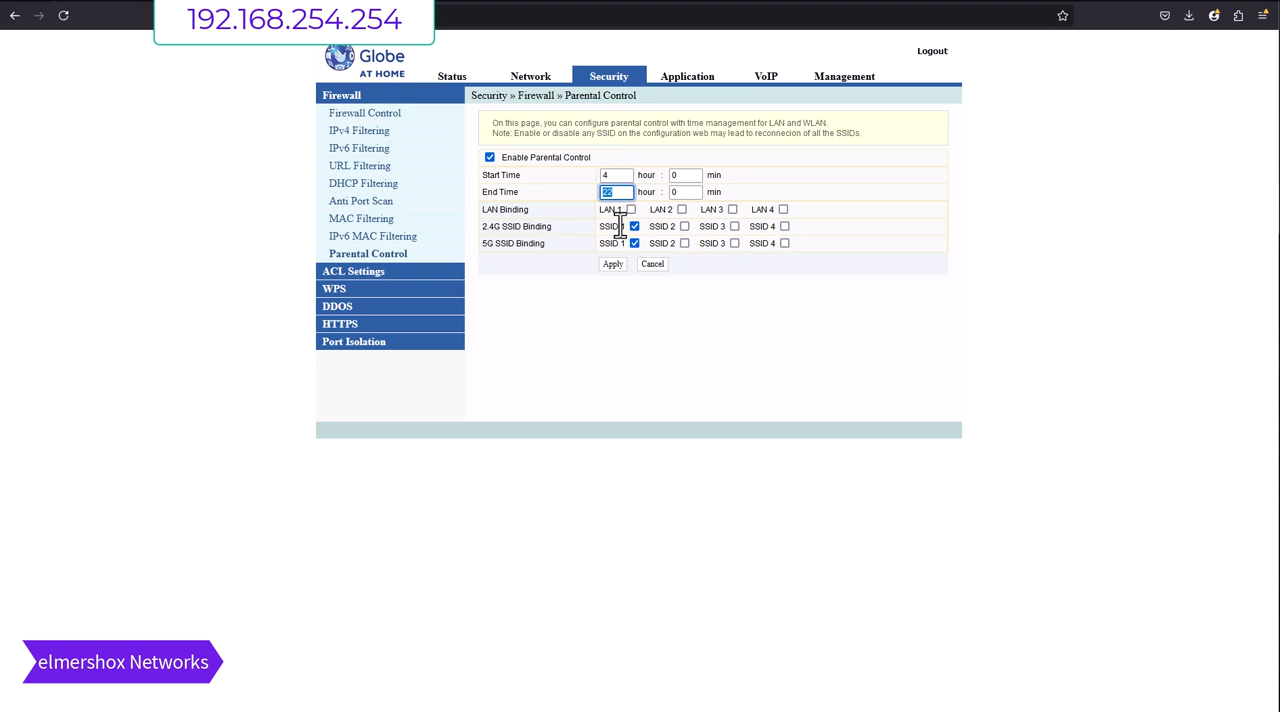 192.168.254.254
Globe
AT HOME
Logout
Status Network Security Application VoIP Management
Firewall
Security » Firewall » Parental Control
Firewall Control
IPv4 Filtering
IPv6 Filtering
URL Filtering
DHCP Filtering
Anti Port Scan
MAC Filtering
IPv6 MAC Filtering
Parental Control
ACL Settings
WPS
DDOS
HTTPS
Port Isolation
On this page, you can configure parental control with time management for LAN and WLAN.
Note: Enable or disable any SSID on the configuration web may lead to reconnecion of all the SSIDs.
Enable Parental Control
Start Time 4 hour : 0 min
End Time 22 hour : 0 min
LAN Binding LAN 1 LAN 2 LAN 3 LAN 4
2.4G SSID Binding SSID 1 SSID 2 SSID 3 SSID 4
5G SSID Binding SSID 1 SSID 2 SSID 3 SSID 4
Apply Cancel
elmershox Networks